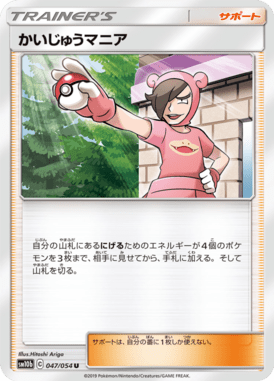 TRAINER'S
サポート
かいじゅうマニア
自分の山札にあるにげるためのエネルギーが4個のポケ
モンを3枚まで、相手に見せてから、手札に加える。そして
山札を切る。
サポートは、自分の番に1枚しか使えない。
Illus.Hitoshi Ariga
sm10b C 047/054 U
©2019 Pokémon/Nintendo/Creatures/GAME FREAK.